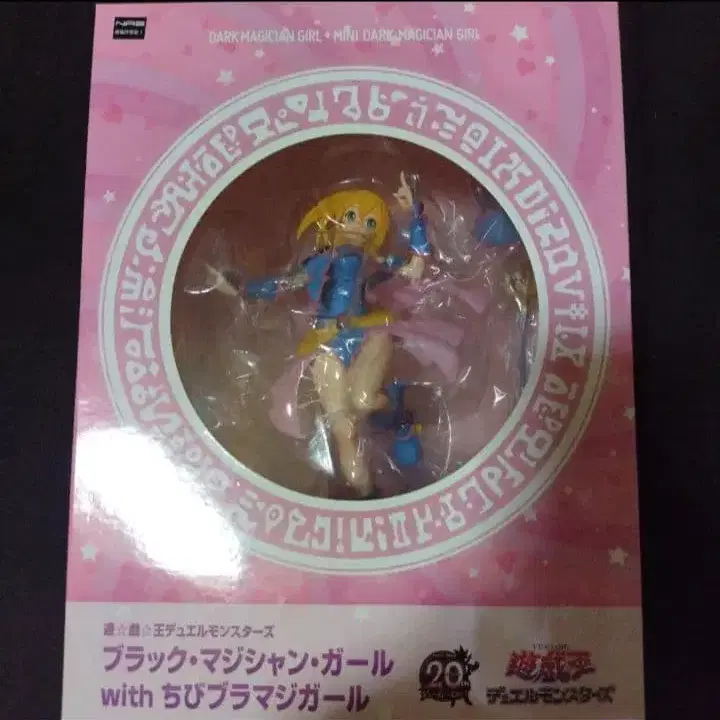 DARK MAGICIAN GIRL + MINI DARK MAGICIAN GIRL
遊☆戯☆王デュエルモンスターズ
ブラック・マジシャン・ガール
with ちびブラマジガール
20th
遊戯王
デュエルモンスターズ